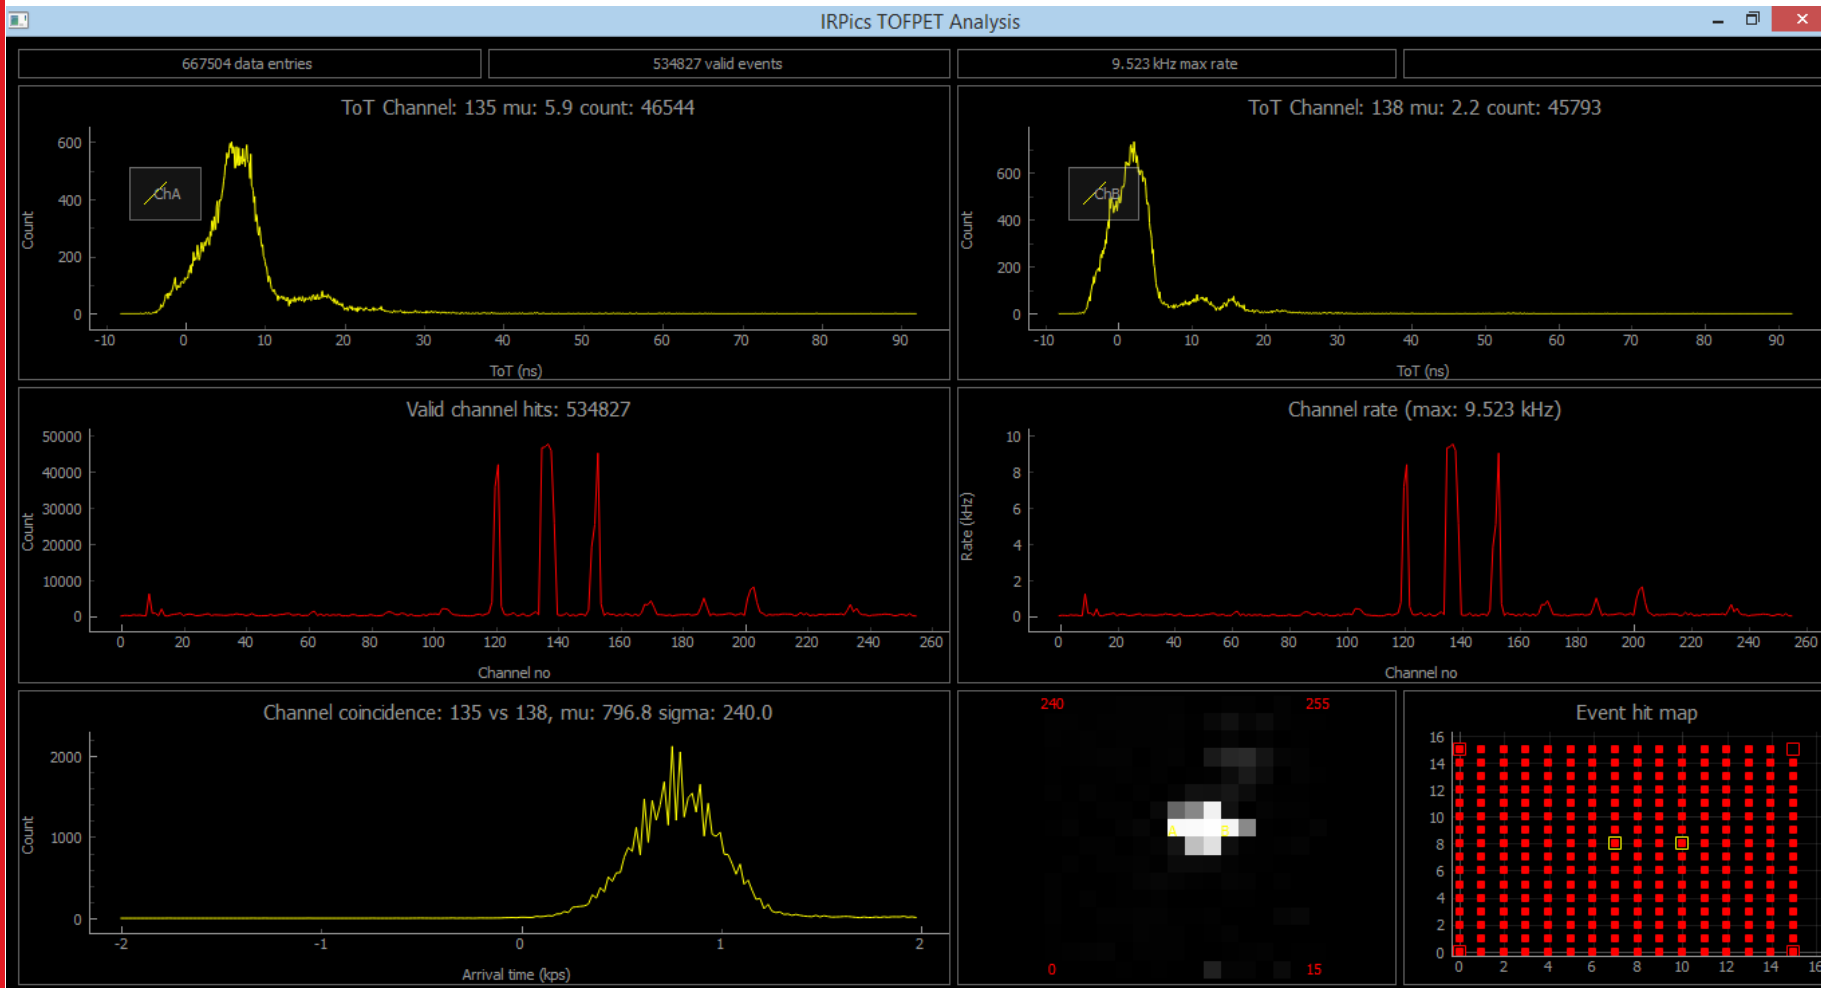 IRPics TOFPET Analysis
667504 data entries
534827 valid events
9.523 kHz max rate
ToT Channel: 135 mu: 5.9 count: 46544
600
400
200
0
Count
ChA
-10 0 10 20 30 40 50 60 70 80 90
ToT (ns)
ToT Channel: 138 mu: 2.2 count: 45793
600
400
200
0
Count
ChB
-10 0 10 20 30 40 50 60 70 80 90
ToT (ns)
Valid channel hits: 534827
50000
40000
30000
20000
10000
0
Count
0 20 40 60 80 100 120 140 160 180 200 220 240 260
Channel no
Channel rate (max: 9.523 kHz)
10
8
6
4
2
0
Rate (kHz)
0 20 40 60 80 100 120 140 160 180 200 220 240 260
Channel no
Channel coincidence: 135 vs 138, mu: 796.8 sigma: 240.0
2000
1000
0
Count
-2 -1 0 1 2
Arrival time (kps)
240 255
A B
0 15
Event hit map
16
14
12
10
8
6
4
2
0
0 2 4 6 8 10 12 14 16